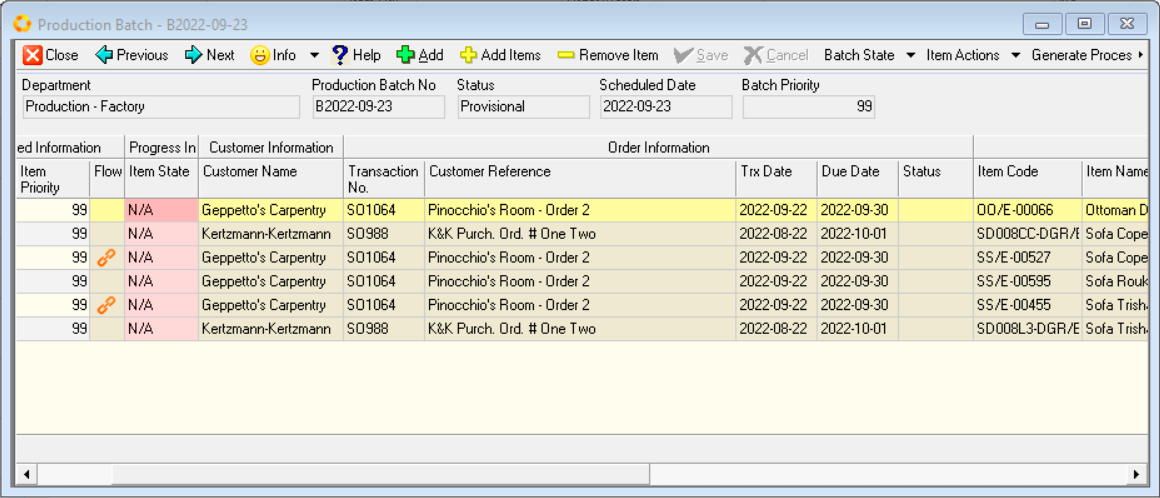 Production Batch - B2022-09-23
Close Previous Next Info Help Add Add Items Remove Item Save Cancel Batch State Item Actions Generate Proces
Department Production Batch No Status Scheduled Date Batch Priority
Production - Factory B2022-09-23 Provisional 2022-09-23 99
ed Information Progress In Customer Information Order Information
Item Priority Flow Item State Customer Name Transaction No. Customer Reference Trx Date Due Date Status Item Code Item Name
99 N/A Geppetto's Carpentry SO1064 Pinocchio's Room - Order 2 2022-09-22 2022-09-30 OO/E-00066 Ottoman D
99 N/A Kertzmann-Kertzmann SO988 K&K Purch. Ord. # One Two 2022-08-22 2022-10-01 SD008CC-DGR/E Sofa Cope
99 N/A Geppetto's Carpentry SO1064 Pinocchio's Room - Order 2 2022-09-22 2022-09-30 SS/E-00527 Sofa Cope
99 N/A Geppetto's Carpentry SO1064 Pinocchio's Room - Order 2 2022-09-22 2022-09-30 SS/E-00595 Sofa Rouk
99 N/A Geppetto's Carpentry SO1064 Pinocchio's Room - Order 2 2022-09-22 2022-09-30 SS/E-00455 Sofa Trish
99 N/A Kertzmann-Kertzmann SO988 K&K Purch. Ord. # One Two 2022-08-22 2022-10-01 SD008L3-DGR/E Sofa Trish